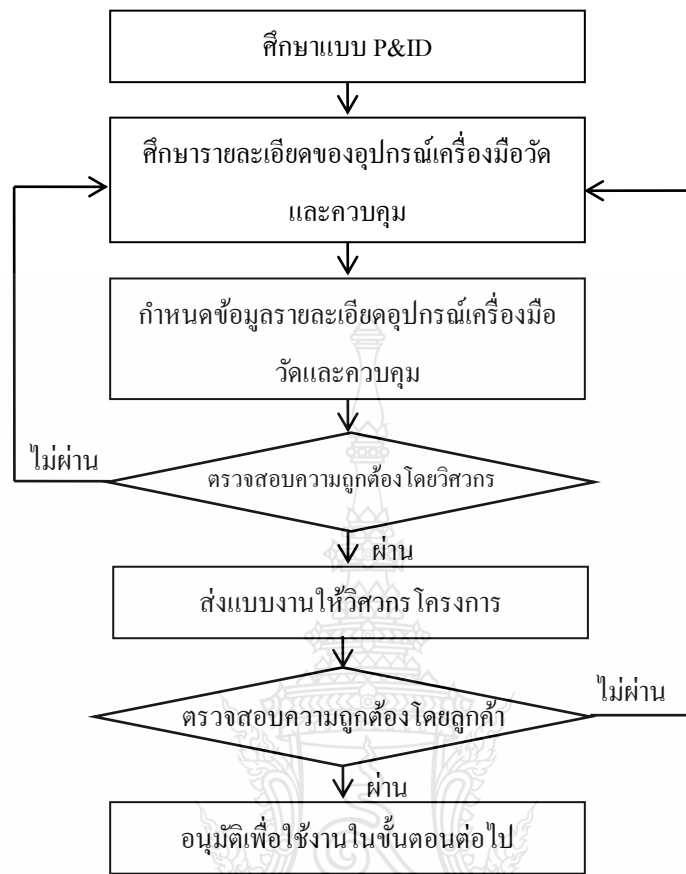 ศึกษาแบบ P&ID
ศึกษารายละเอียดของอุปกรณ์เครื่องมือวัด
และควบคุม
กำหนดข้อมูลรายละเอียดอุปกรณ์เครื่องมือ
วัดและควบคุม
ไม่ผ่าน
ตรวจสอบความถูกต้องโดยวิศวกร
ผ่าน
ส่งแบบงานให้วิศวกรโครงการ
ไม่ผ่าน
ตรวจสอบความถูกต้องโดยลูกค้า
ผ่าน
อนุมัติเพื่อใช้งานในขั้นตอนต่อไป